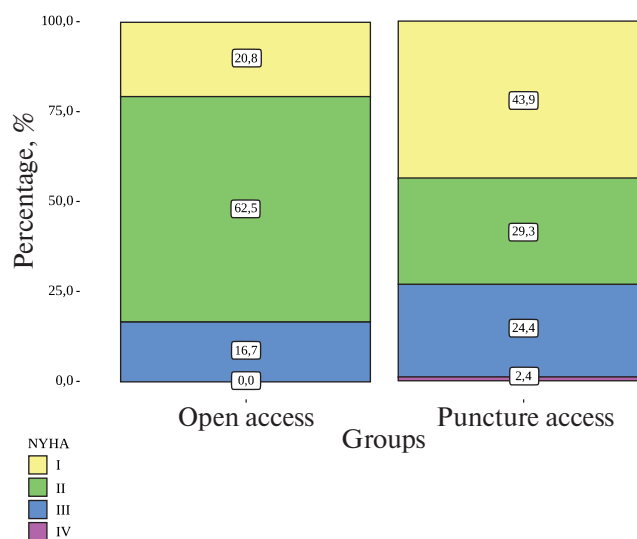 100,0
75,0
50,0
25,0
0,0
Percentage, %
20,8
62,5
16,7
0,0
43,9
29,3
24,4
2,4
Open access
Puncture access
Groups
NYHA
I
II
III
IV